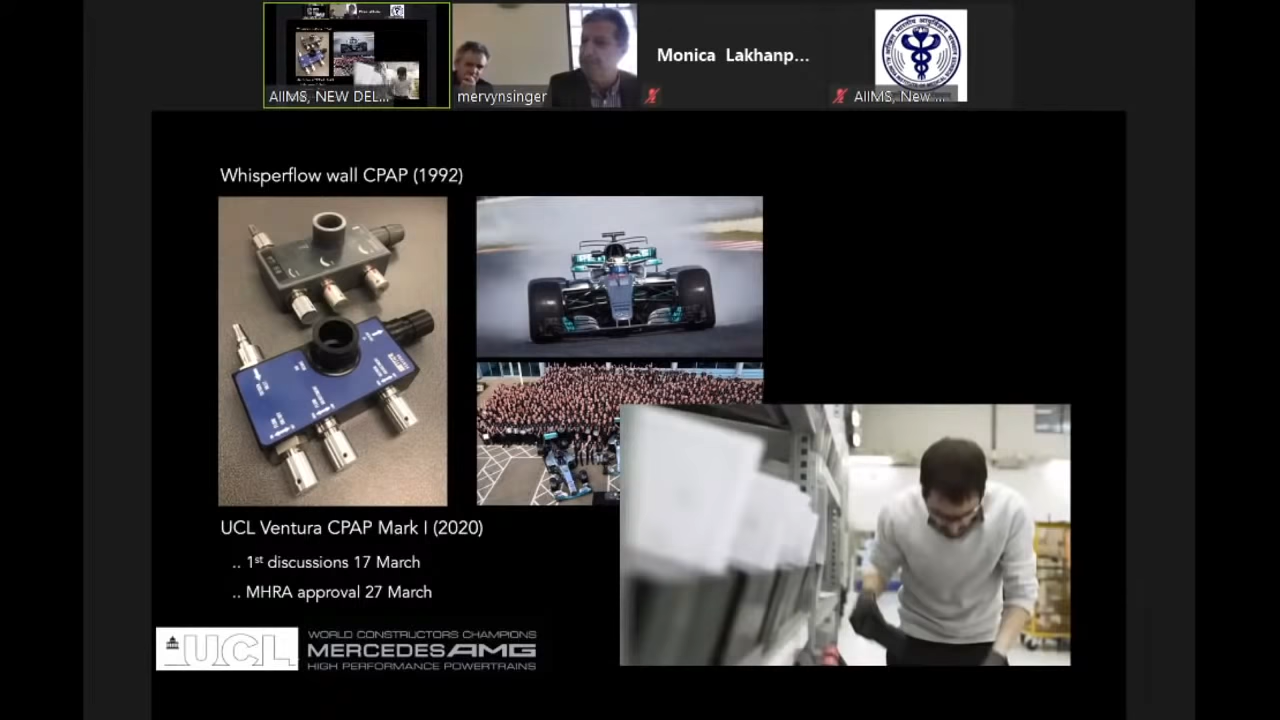 AIIMS, NEW DEL...
mervynsinger
Monica Lakhanp...
AIIMS, New ...
Whisperflow wall CPAP (1992)
UCL Ventura CPAP Mark I (2020)
.. 1st discussions 17 March
.. MHRA approval 27 March
UCL
WORLD CONSTRUCTORS CHAMPIONS
MERCEDES AMG
HIGH PERFORMANCE POWERTRAINS